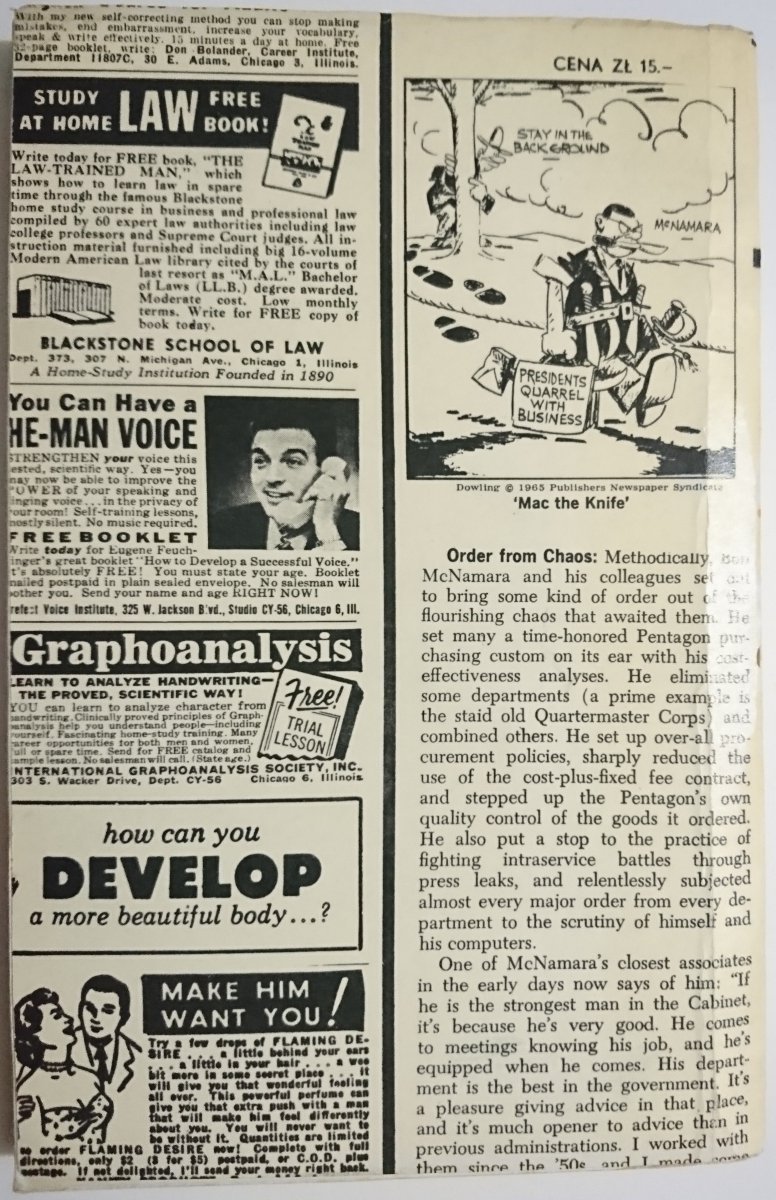 With my new self-correcting method you can stop making
mistakes, end embarrassment, increase your vocabulary,
speak & write effectively. 15 minutes a day at home. Free
32-page booklet, write: Don Bolander, Career Institute,
Department 11807C, 30 E. Adams, Chicago 3, Illinois.
STUDY AT HOME LAW FREE BOOK!
Write today for FREE book, "THE
LAW-TRAINED MAN," which
shows how to learn law in spare
time through the famous Blackstone
home study course in business and professional law
compiled by 60 expert law authorities including law
college professors and Supreme Court judges. All in-
struction material furnished including big 16-volume
Modern American Law library cited by the courts of
last resort as "M.A.L." Bachelor
of Laws (LL.B.) degree awarded.
Moderate cost. Low monthly
terms. Write for FREE copy of
book today.
BLACKSTONE SCHOOL OF LAW
Dept. 373, 307 N. Michigan Ave., Chicago 1, Illinois
A Home-Study Institution Founded in 1890
You Can Have a
HE-MAN VOICE
STRENGTHEN your voice this
tested, scientific way. Yes—you
may now be able to improve the
POWER of your speaking and
singing voice...in the privacy of
your room! Self-training lessons,
mostly silent. No music required.
FREE BOOKLET
Write today for Eugene Feuch-
inger's great booklet "How to Develop a Successful Voice."
It's absolutely FREE! You must state your age. Booklet
mailed postpaid in plain sealed envelope. No salesman will
bother you. Send your name and age RIGHT NOW!
Prefect Voice Institute, 325 W. Jackson Blvd., Studio CY-56, Chicago 6, Ill.
Graphoanalysis
LEARN TO ANALYZE HANDWRITING—
THE PROVED, SCIENTIFIC WAY!
YOU can learn to analyze character from
handwriting. Clinically proved principles of Graph-
oanalysis help you understand people—including
yourself. Fascinating home-study training. Many
career opportunities for both men and women,
full or spare time. Send for FREE catalog and
sample lesson. No salesman will call. (State age.)
Free!
TRIAL
LESSON
INTERNATIONAL GRAPHOANALYSIS SOCIETY, INC.
303 S. Wacker Drive, Dept. CY-56 Chicago 6, Illinois
how can you
DEVELOP
a more beautiful body...?
MAKE HIM
WANT YOU!
Try a few drops of FLAMING DE-
SIRE . . . a little behind your ears
. . . a little in your hair . . . a wee
bit more in some secret place . . . it
will give you that wonderful feeling
all over. This powerful perfume can
give you that extra push with a man
that will make him feel differently
about you. You will never want to
be without it. Quantities are limited
so order FLAMING DESIRE now! Complete with full
directions, only $2 (3 for $5) postpaid, or C.O.D. plus
postage. If not delighted, I'll send your money right back.
CENA ZŁ 15.–
STAY IN THE
BACKGROUND
McNAMARA
PRESIDENTS
QUARREL
WITH
BUSINESS
Dowling © 1965 Publishers Newspaper Syndicate
'Mac the Knife'
Order from Chaos: Methodically, Bob
McNamara and his colleagues set out
to bring some kind of order out of the
flourishing chaos that awaited them. He
set many a time-honored Pentagon pur-
chasing custom on its ear with his cost-
effectiveness analyses. He eliminated
some departments (a prime example is
the staid old Quartermaster Corps) and
combined others. He set up over-all pro-
curement policies, sharply reduced the
use of the cost-plus-fixed fee contract,
and stepped up the Pentagon's own
quality control of the goods it ordered.
He also put a stop to the practice of
fighting intraservice battles through
press leaks, and relentlessly subjected
almost every major order from every de-
partment to the scrutiny of himself and
his computers.
One of McNamara's closest associates
in the early days now says of him: "If
he is the strongest man in the Cabinet,
it's because he's very good. He comes
to meetings knowing his job, and he's
equipped when he comes. His depart-
ment is the best in the government. It's
a pleasure giving advice in that place,
and it's much opener to advice than in
previous administrations. I worked with
them since the '50s, and I made some